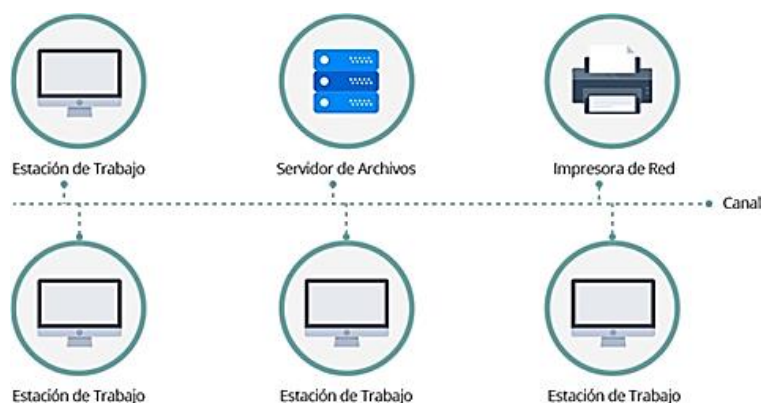 Estación de Trabajo
Servidor de Archivos
Impresora de Red
Canal
Estación de Trabajo
Estación de Trabajo
Estación de Trabajo